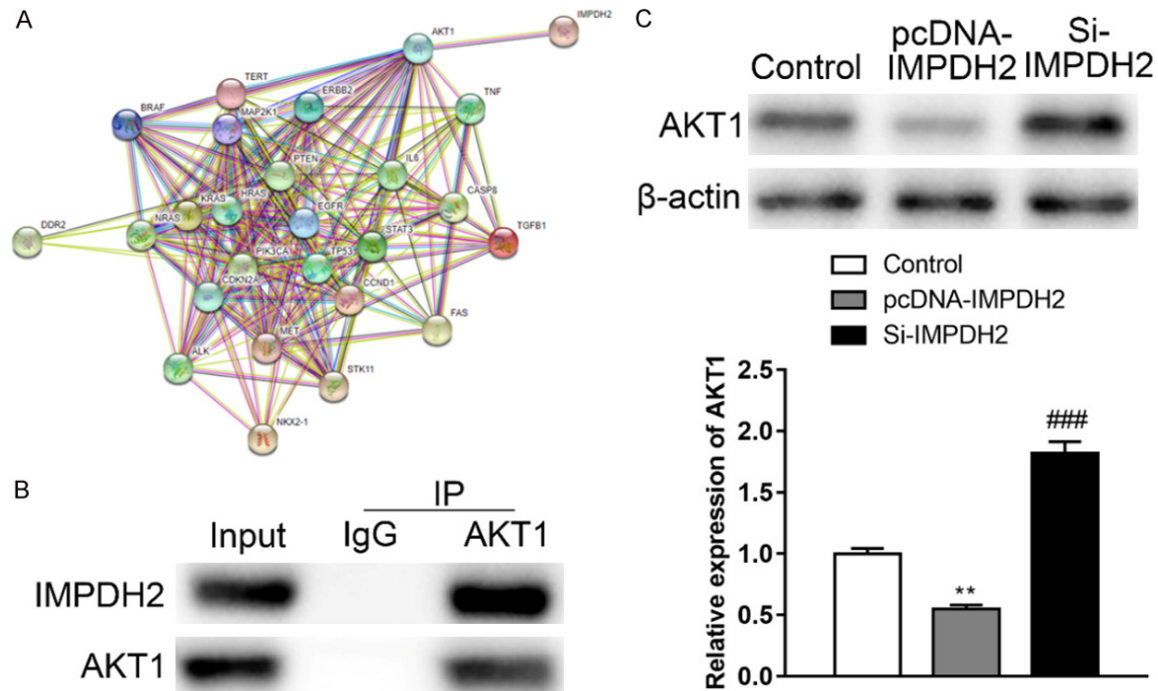 A
IMPDH2
AKT1
TERT
ERBB2
TNF
BRAF
MAP2K1
PTEN
IL6
KRAS
HRAS
EGFR
CASP8
NRAS
DDR2
STAT3
TGFB1
PIK3CA
TP53
CDKN2A
CCND1
FAS
MET
ALK
STK11
NKX2-1
B
IP
Input
IgG
AKT1
IMPDH2
AKT1
C
Control
pcDNA-
IMPDH2
Si-
IMPDH2
AKT1
β-actin
Control
pcDNA-IMPDH2
Si-IMPDH2
Relative expression of AKT1
2.5
2.0
1.5
1.0
0.5
0.0
**
###